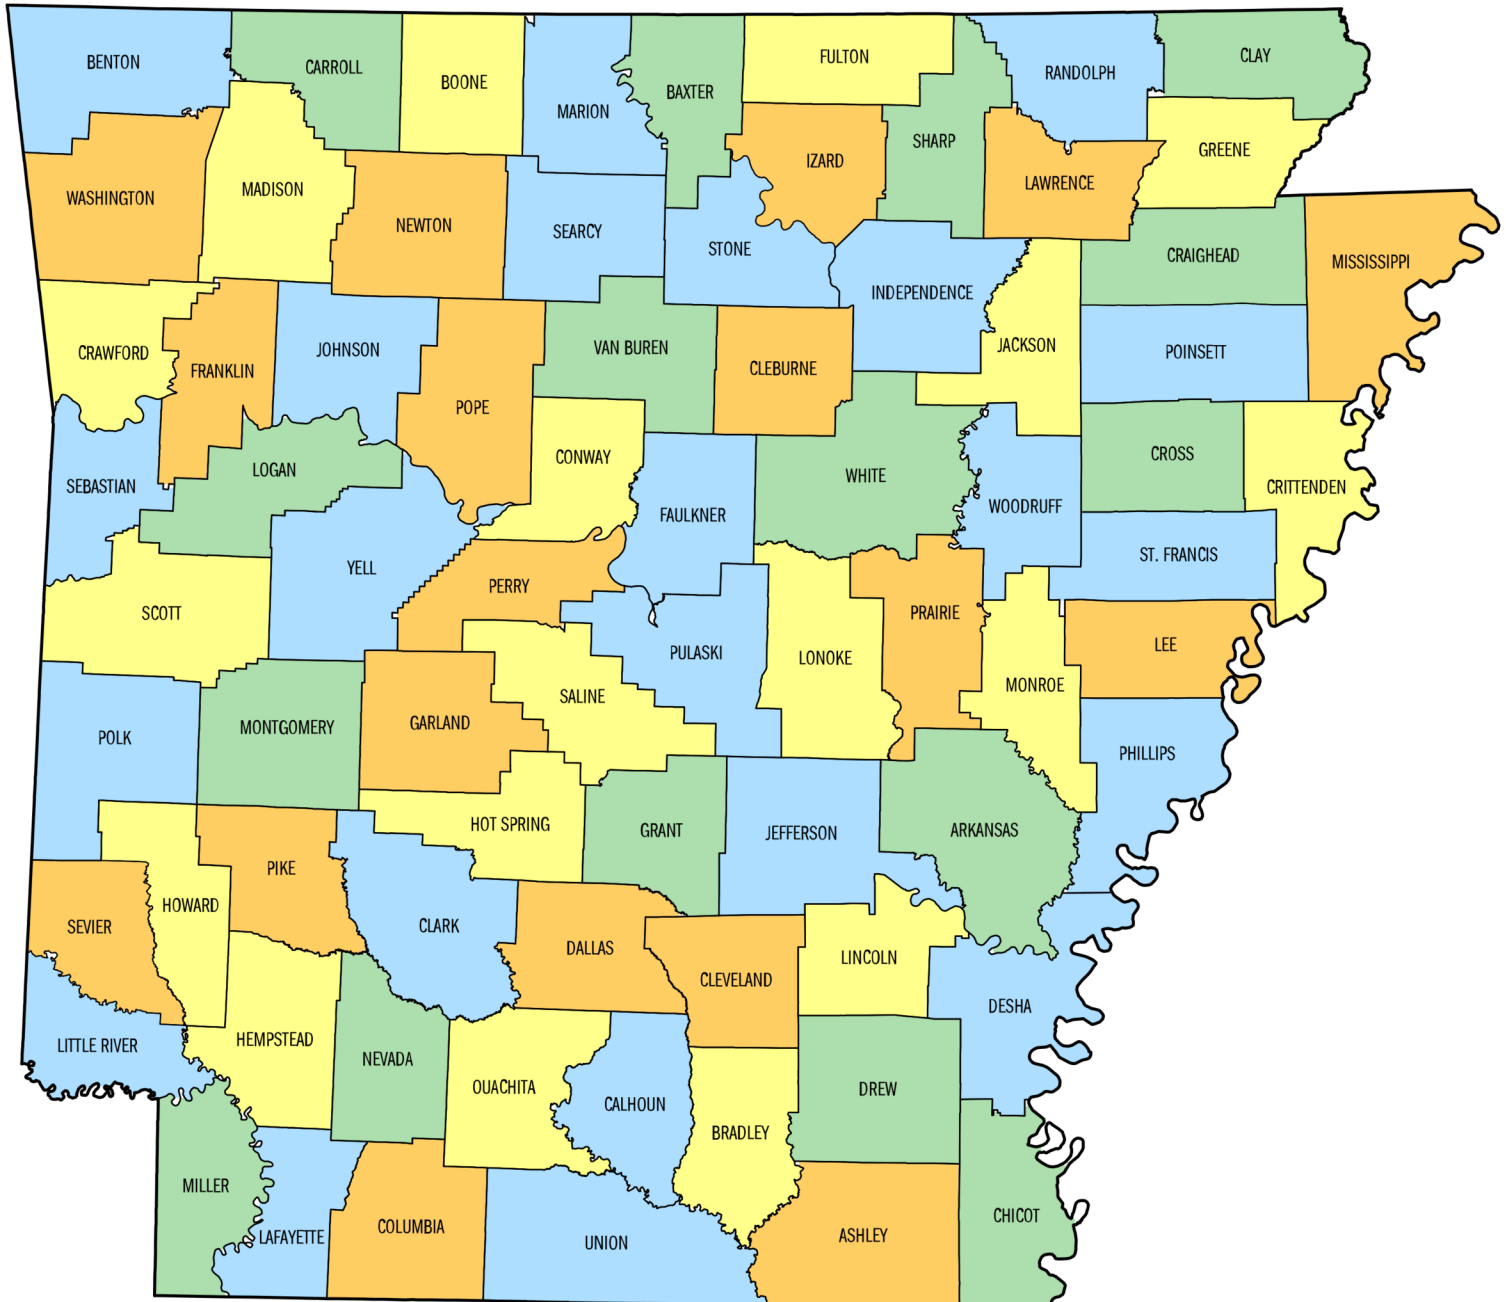 BENTON
CARROLL
BOONE
MARION
BAXTER
FULTON
RANDOLPH
CLAY
SHARP
IZARD
GREENE
LAWRENCE
WASHINGTON
MADISON
NEWTON
SEARCY
STONE
INDEPENDENCE
CRAIGHEAD
MISSISSIPPI
CRAWFORD
FRANKLIN
JOHNSON
POPE
VAN BUREN
CLEBURNE
JACKSON
POINSETT
SEBASTIAN
LOGAN
CONWAY
FAULKNER
WHITE
WOODRUFF
CROSS
CRITTENDEN
ST. FRANCIS
SCOTT
YELL
PERRY
PULASKI
LONOKE
PRAIRIE
MONROE
LEE
POLK
MONTGOMERY
GARLAND
SALINE
PHILLIPS
HOT SPRING
GRANT
JEFFERSON
ARKANSAS
SEVIER
HOWARD
PIKE
CLARK
DALLAS
CLEVELAND
LINCOLN
DESHA
LITTLE RIVER
HEMPSTEAD
NEVADA
OUACHITA
CALHOUN
BRADLEY
DREW
MILLER
LAFAYETTE
COLUMBIA
UNION
ASHLEY
CHICOT